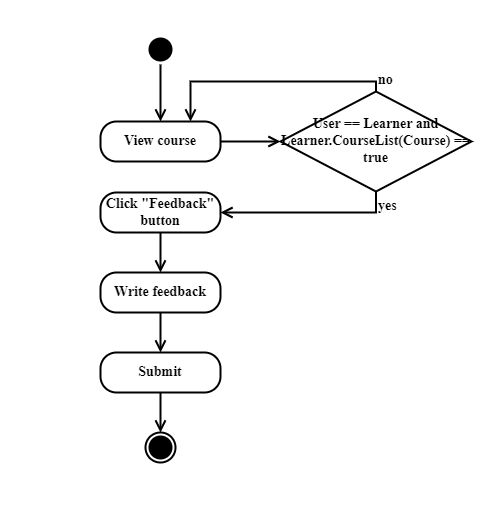 no
User == Learner and
View course
Learner.CourseList(Course) ==
true
Click "Feedback"
button
yes
Write feedback
Submit